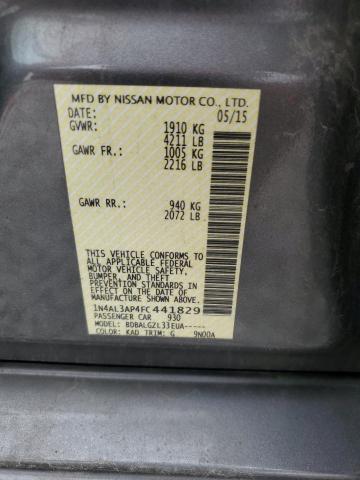 MFD BY NISSAN MOTOR CO., LTD.
DATE: 05/15
GVWR: 1910 KG
4211 LB
GAWR FR.: 1005 KG
2216 LB
GAWR RR.: 940 KG
2072 LB
THIS VEHICLE CONFORMS TO
ALL APPLICABLE FEDERAL
MOTOR VEHICLE SAFETY,
BUMPER, AND THEFT
PREVENTION STANDARDS IN
EFFECT ON THE DATE OF
MANUFACTURE SHOWN ABOVE.
1N4AL3AP4FC441829
PASSENGER CAR 930
MODEL: BDBALGZL33EUA-----
COLOR: KAD TRIM: G 9N00A